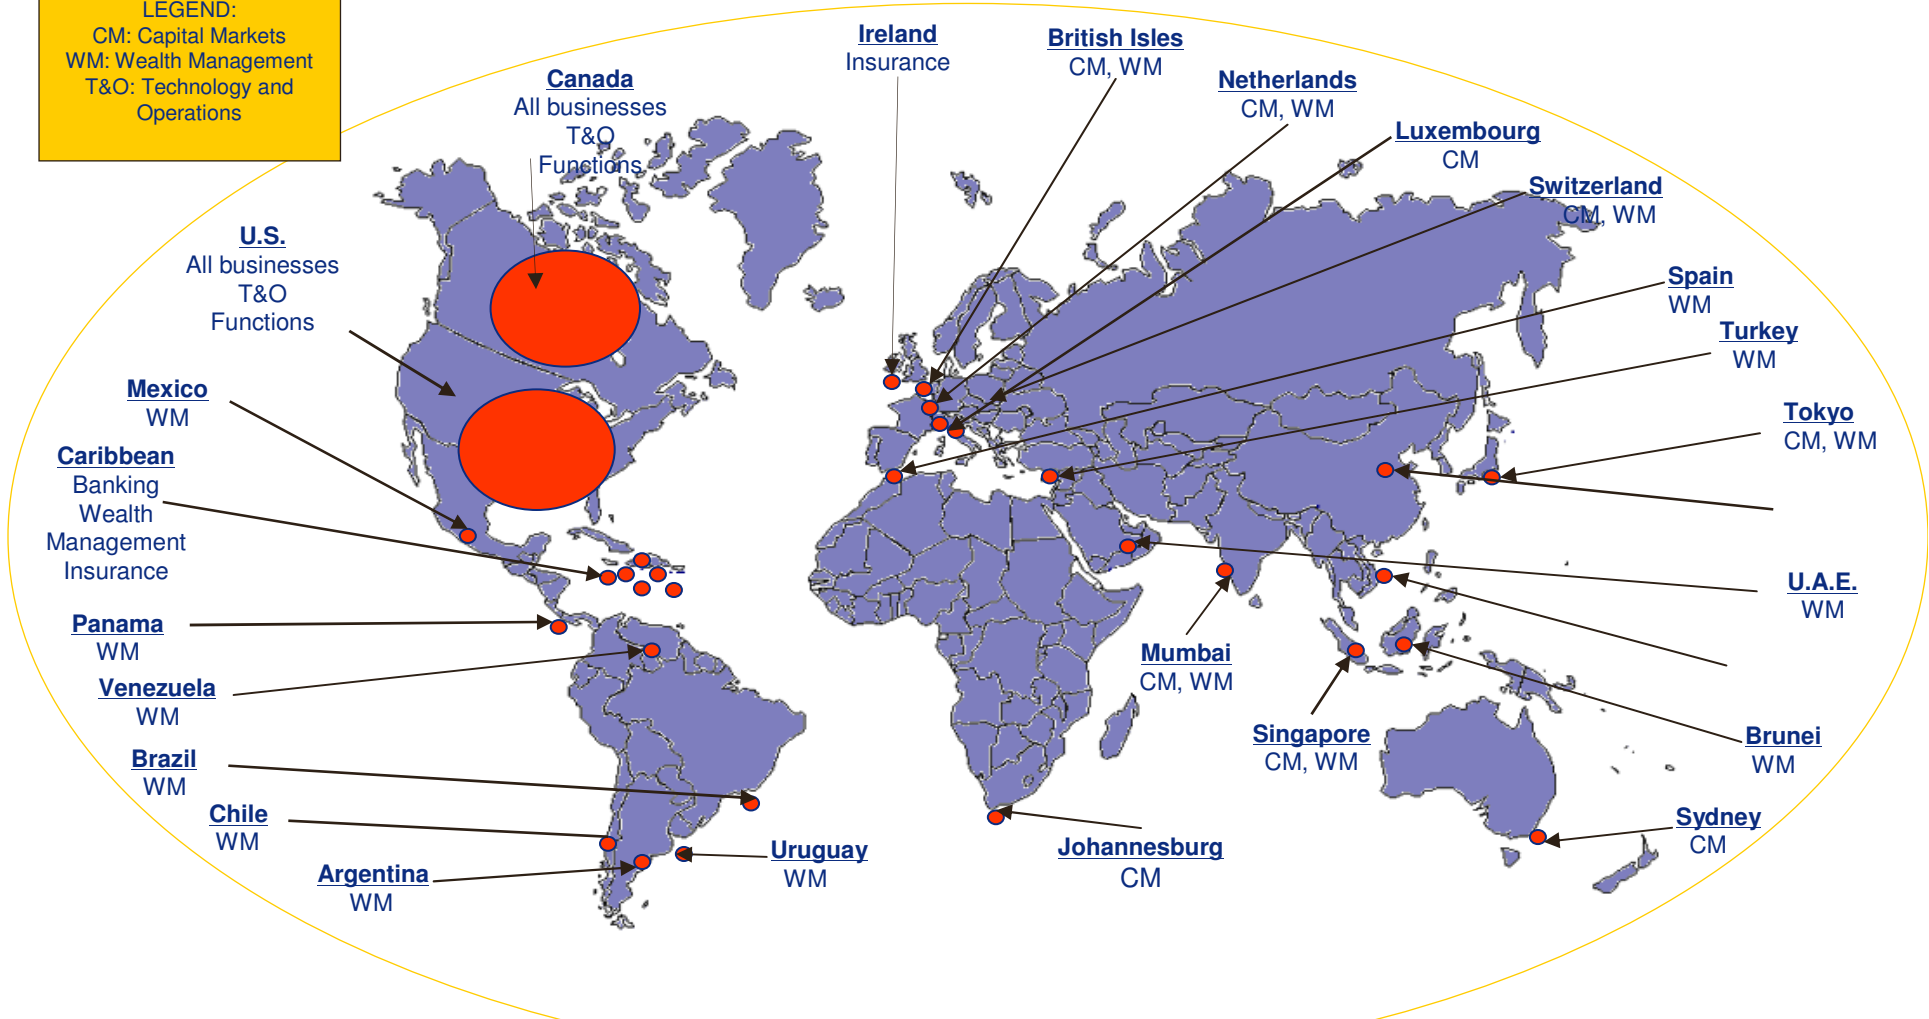 LEGEND:
CM: Capital Markets
WM: Wealth Management
T&O: Technology and
Operations
Canada
All businesses
T&O
Functions
Ireland
Insurance
British Isles
CM, WM
Netherlands
CM, WM
Luxembourg
CM
Switzerland
CM, WM
U.S.
All businesses
T&O
Functions
Spain
WM
Turkey
WM
Mexico
WM
Tokyo
CM, WM
Caribbean
Banking
Wealth
Management
Insurance
U.A.E.
WM
Panama
WM
Mumbai
CM, WM
Venezuela
WM
Singapore
CM, WM
Brunei
WM
Brazil
WM
Chile
WM
Argentina
WM
Uruguay
WM
Johannesburg
CM
Sydney
CM